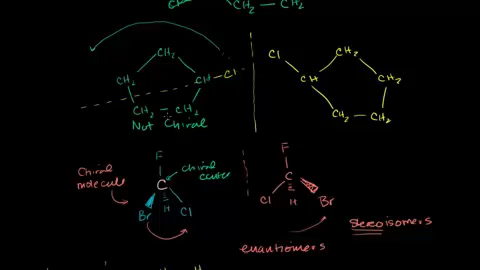 CH₂ — CH₂
CH₂
CH₂
CH — Cl
CH₂ — CH₂
Not Chiral
Cl
CH₂
CH
CH₂
CH₂ — CH₂
F
Chiral
molecule
chiral
C
H
Br
Cl
F
C
Cl
H
Br
stereoisomers
enantiomers